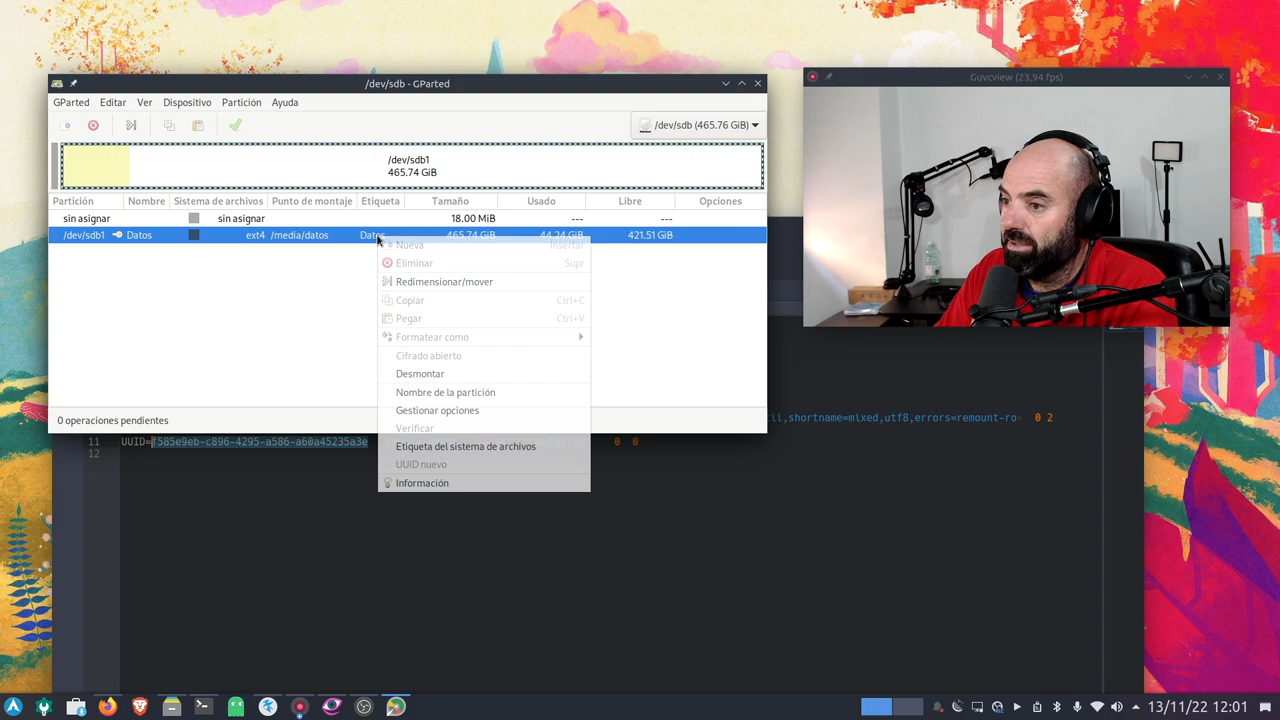 /dev/sdb - GParted
Guvcview (23,94 fps)
GParted Editar Ver Dispositivo Partición Ayuda
/dev/sdb (465.76 GiB)
/dev/sdb1
465.74 GiB
Partición Nombre Sistema de archivos Punto de montaje Etiqueta Tamaño Usado Libre Opciones
sin asignar sin asignar 18.00 MiB --- ---
/dev/sdb1 Datos ext4 /media/datos Datos 465.74 GiB 44.24 GiB 421.51 GiB
Nueva Insertar
Eliminar Supr
Redimensionar/mover
Copiar Ctrl+C
Pegar Ctrl+V
Formatear como
Cifrado abierto
Desmontar
Nombre de la partición
Gestionar opciones
Verificar
Etiqueta del sistema de archivos
UUID nuevo
Información
0 operaciones pendientes
ii,shortname=mixed,utf8,errors=remount-ro 0 2
11 UUID=f585e9eb-c896-4295-a586-a60a45235a3e 0 0
12
13/11/22 12:01